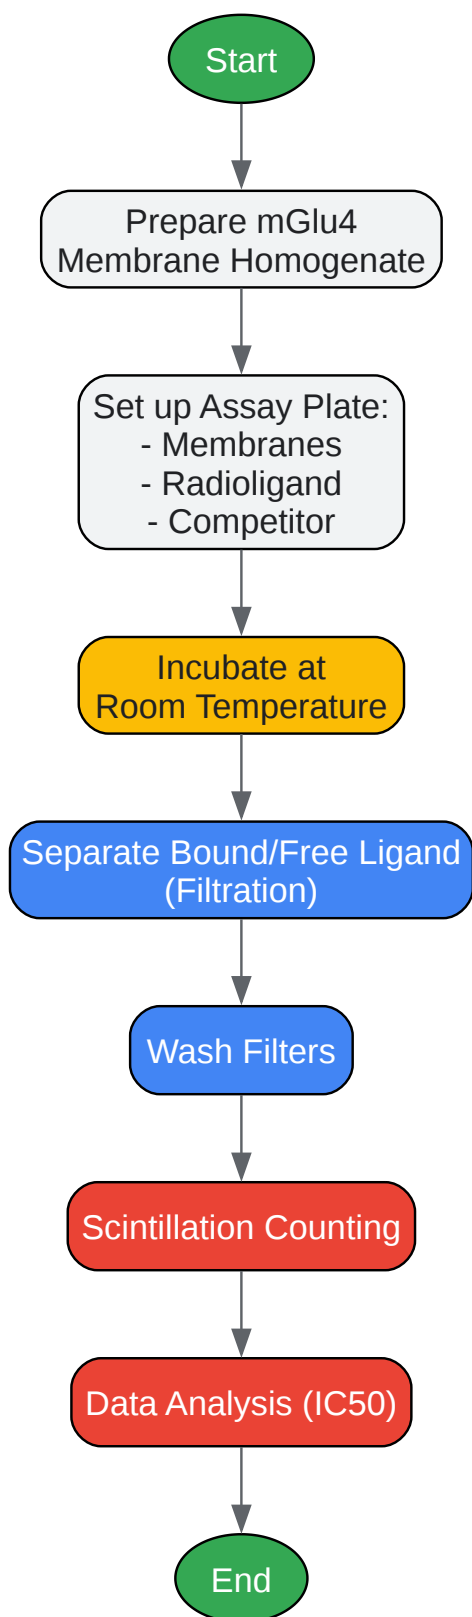 Start
Prepare mGlu4
Membrane Homogenate
Set up Assay Plate:
- Membranes
- Radioligand
- Competitor
Incubate at
Room Temperature
Separate Bound/Free Ligand
(Filtration)
Wash Filters
Scintillation Counting
Data Analysis (IC50)
End